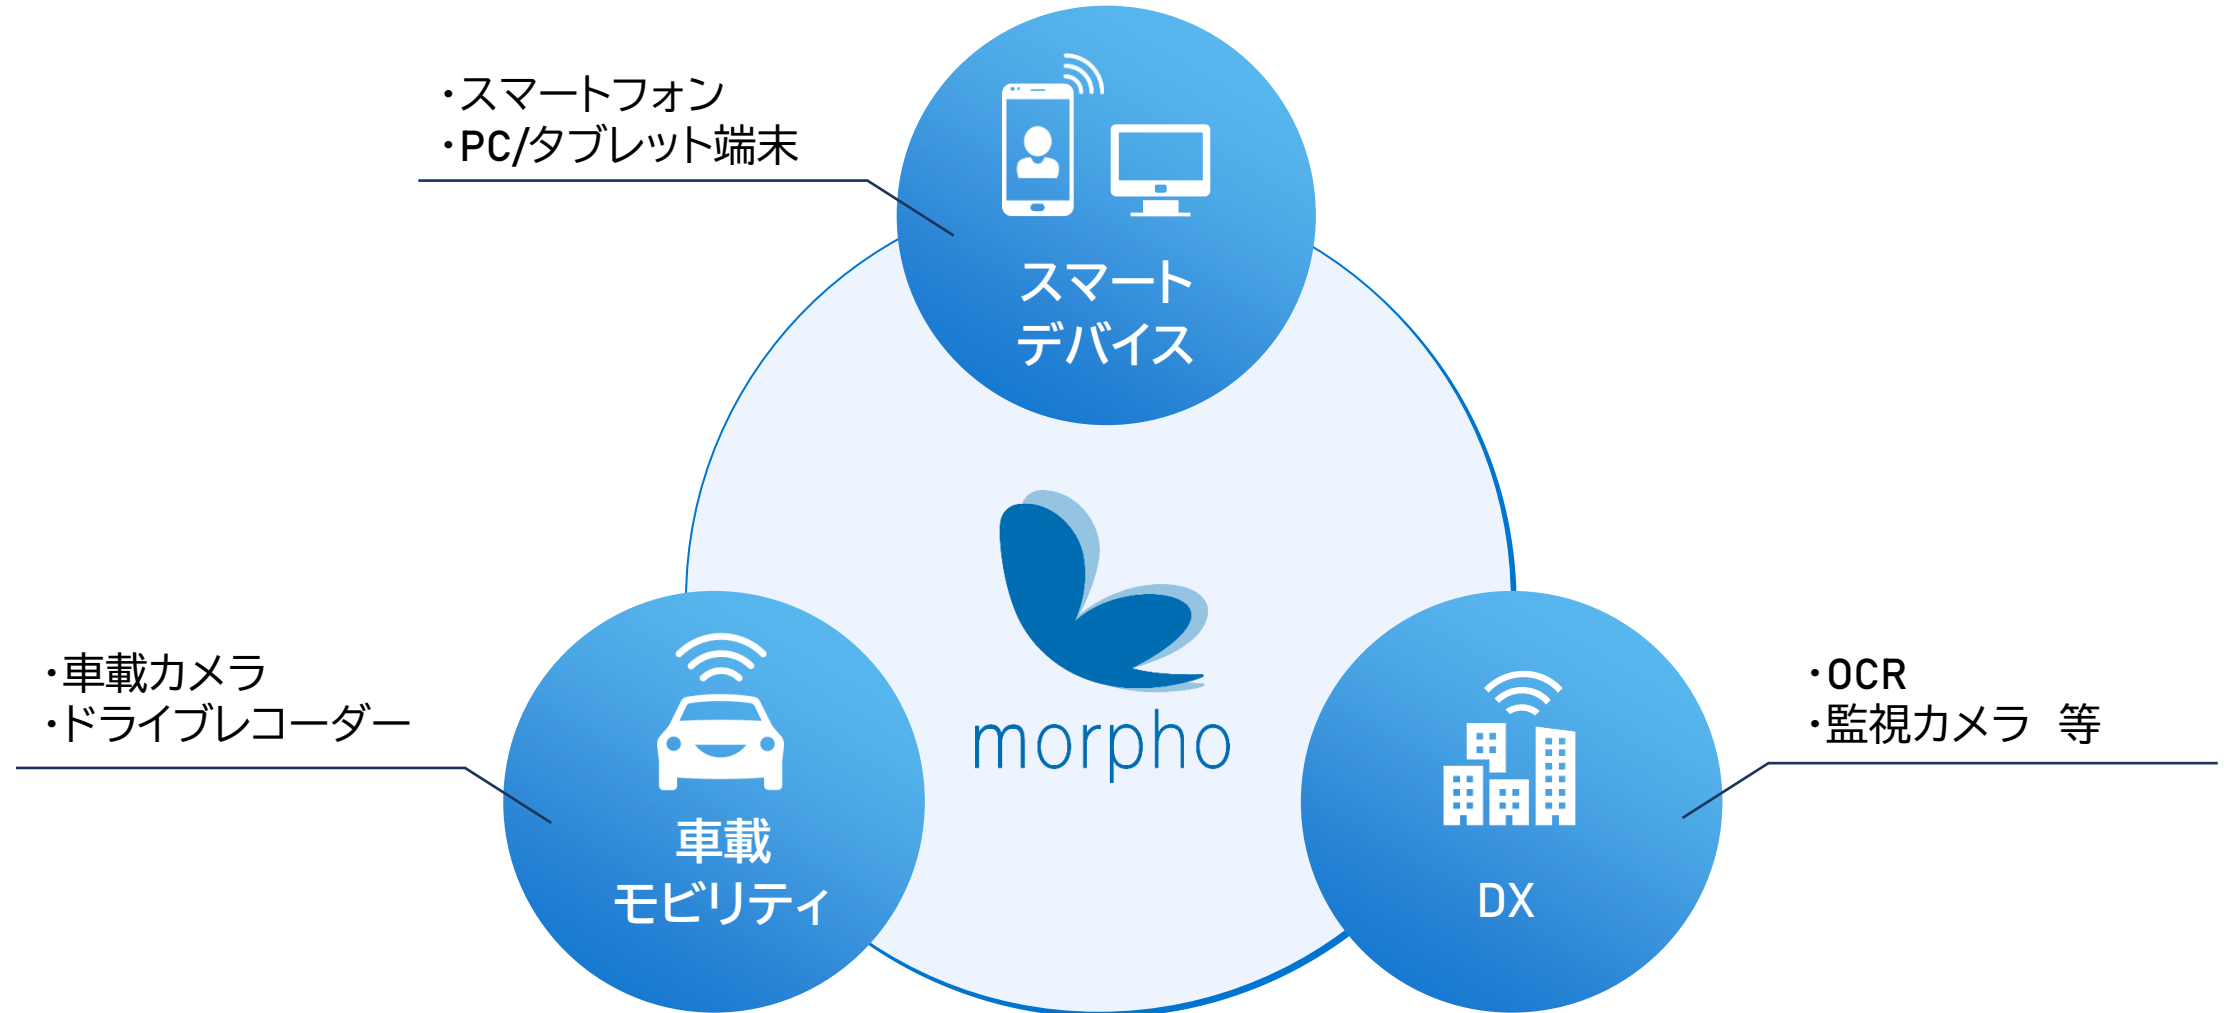 ・スマートフォン
・PC/タブレット端末
スマート
デバイス
morpho
・車載カメラ
・ドライブレコーダー
車載
モビリティ
・OCR
・監視カメラ　等
DX